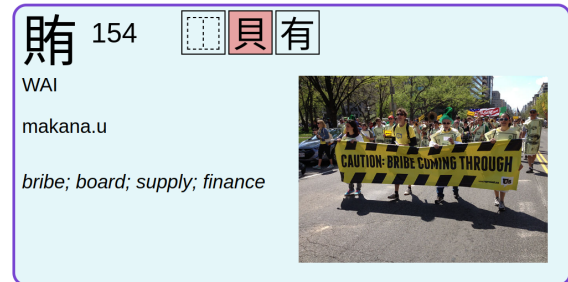 賄 154 ⿰ 貝 有
WAI
makana.u
bribe; board; supply; finance
CAUTION: BRIBE COMING THROUGH